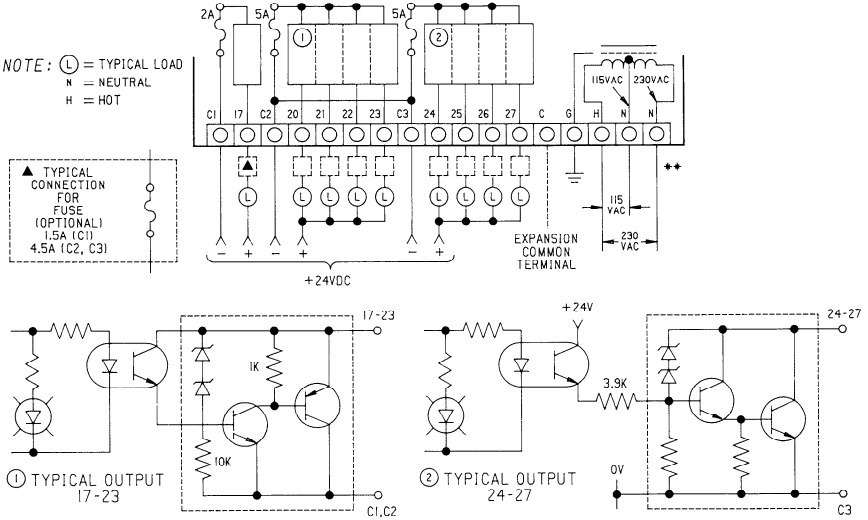 2A 5A 5A
① ②
NOTE: L = TYPICAL LOAD
N = NEUTRAL
H = HOT
115VAC 230VAC
C1 17 C2 20 21 22 23 C3 24 25 26 27 C G H N N
▲ TYPICAL
CONNECTION
FOR
FUSE
(OPTIONAL)
1.5A (C1)
4.5A (C2, C3)
▲
**
L L L L L L L L L
115
VAC
230
VAC
EXPANSION
COMMON
TERMINAL
− + − + − +
+24VDC
17-23
1K
10K
① TYPICAL OUTPUT
17-23
C1,C2
+24V
24-27
3.9K
0V
② TYPICAL OUTPUT
24-27
C3